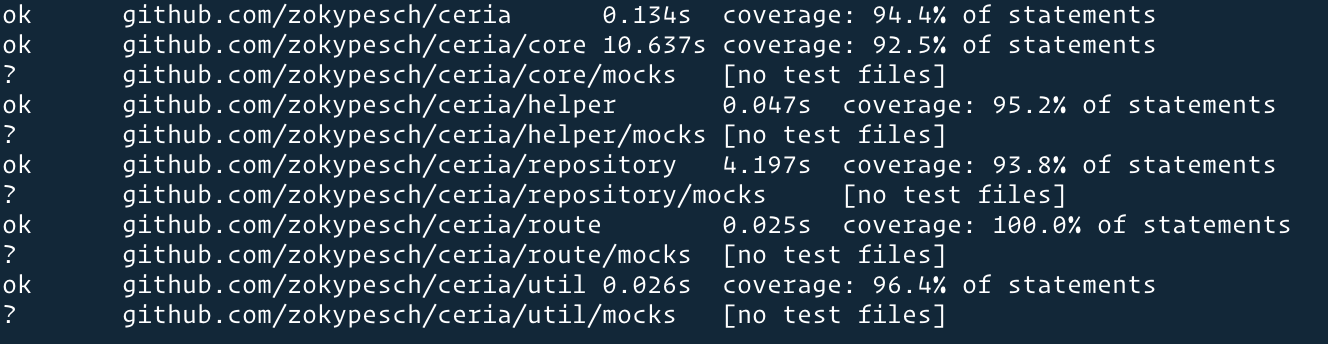 ok github.com/zokypesch/ceria 0.134s coverage: 94.4% of statements
ok github.com/zokypesch/ceria/core 10.637s coverage: 92.5% of statements
? github.com/zokypesch/ceria/core/mocks [no test files]
ok github.com/zokypesch/ceria/helper 0.047s coverage: 95.2% of statements
? github.com/zokypesch/ceria/helper/mocks [no test files]
ok github.com/zokypesch/ceria/repository 4.197s coverage: 93.8% of statements
? github.com/zokypesch/ceria/repository/mocks [no test files]
ok github.com/zokypesch/ceria/route 0.025s coverage: 100.0% of statements
? github.com/zokypesch/ceria/route/mocks [no test files]
ok github.com/zokypesch/ceria/util 0.026s coverage: 96.4% of statements
? github.com/zokypesch/ceria/util/mocks [no test files]